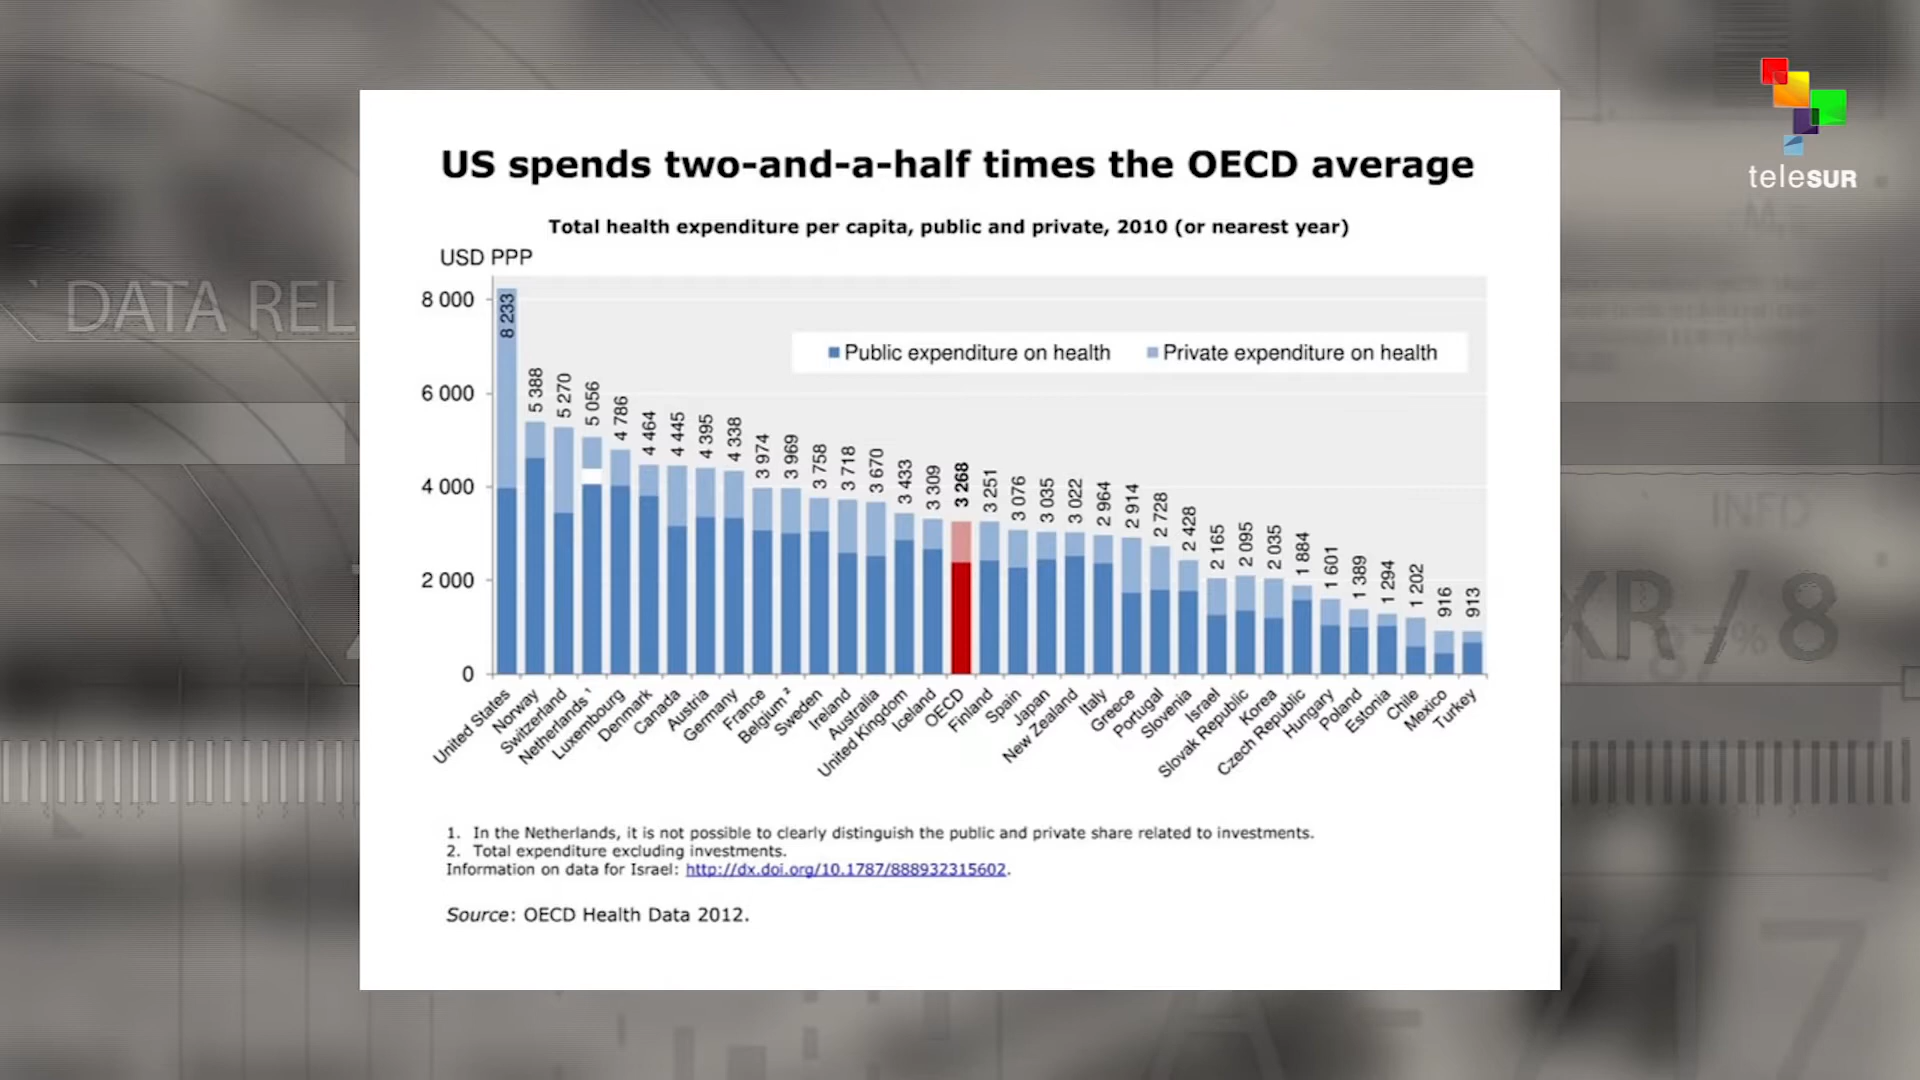 telesur
US spends two-and-a-half times the OECD average
Total health expenditure per capita, public and private, 2010 (or nearest year)
USD PPP
8 000
6 000
4 000
2 000
0
Public expenditure on health
Private expenditure on health
8 233
5 388
5 270
5 056
4 786
4 464
4 445
4 395
4 338
3 974
3 969
3 758
3 718
3 670
3 433
3 309
3 268
3 251
3 076
3 035
3 022
2 964
2 914
2 728
2 428
2 165
2 095
2 035
1 884
1 601
1 389
1 294
1 202
916
913
United States
Norway
Switzerland
Netherlands ¹
Luxembourg
Denmark
Canada
Austria
Germany
France
Belgium ²
Sweden
Ireland
Australia
United Kingdom
Iceland
OECD
Finland
Spain
Japan
New Zealand
Italy
Greece
Portugal
Slovenia
Israel
Slovak Republic
Korea
Czech Republic
Hungary
Poland
Estonia
Chile
Mexico
Turkey
1. In the Netherlands, it is not possible to clearly distinguish the public and private share related to investments.
2. Total expenditure excluding investments.
Information on data for Israel: http://dx.doi.org/10.1787/888932315602.
Source: OECD Health Data 2012.
DATA REL
INFO
XR/8
17